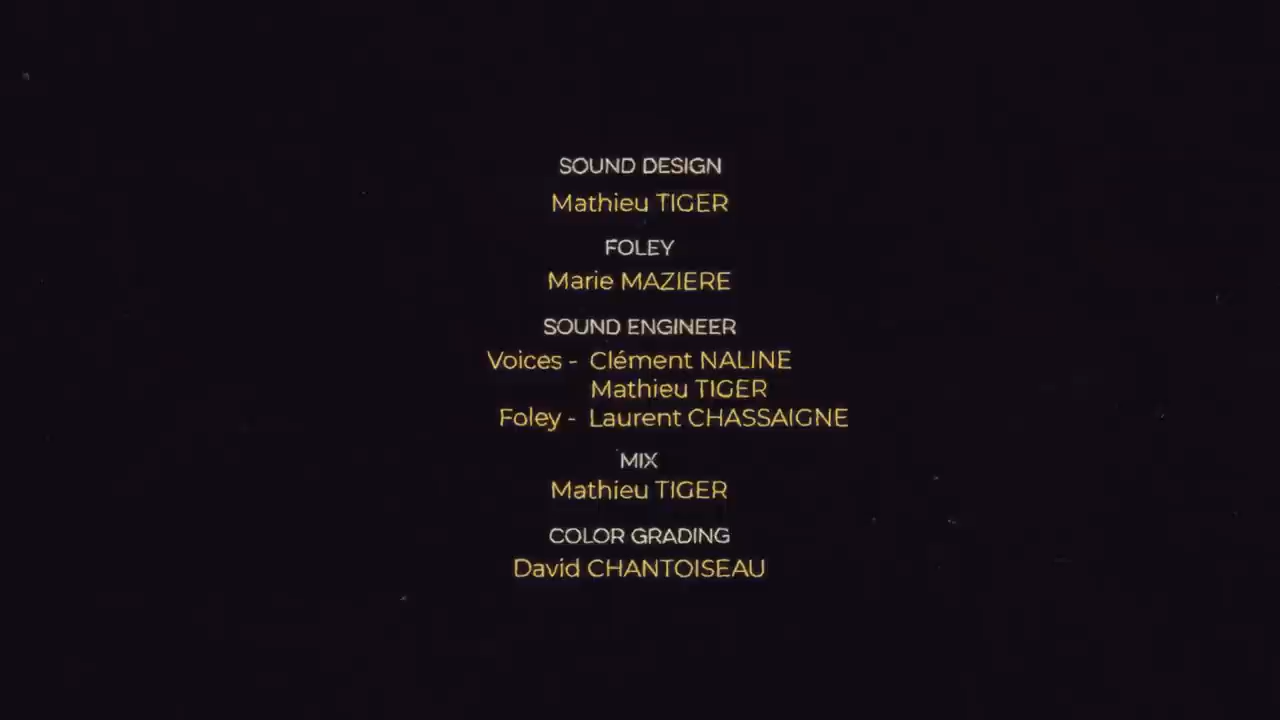 SOUND DESIGN
Mathieu TIGER
FOLEY
Marie MAZIERE
SOUND ENGINEER
Voices - Clément NALINE
Mathieu TIGER
Foley - Laurent CHASSAIGNE
MIX
Mathieu TIGER
COLOR GRADING
David CHANTOISEAU